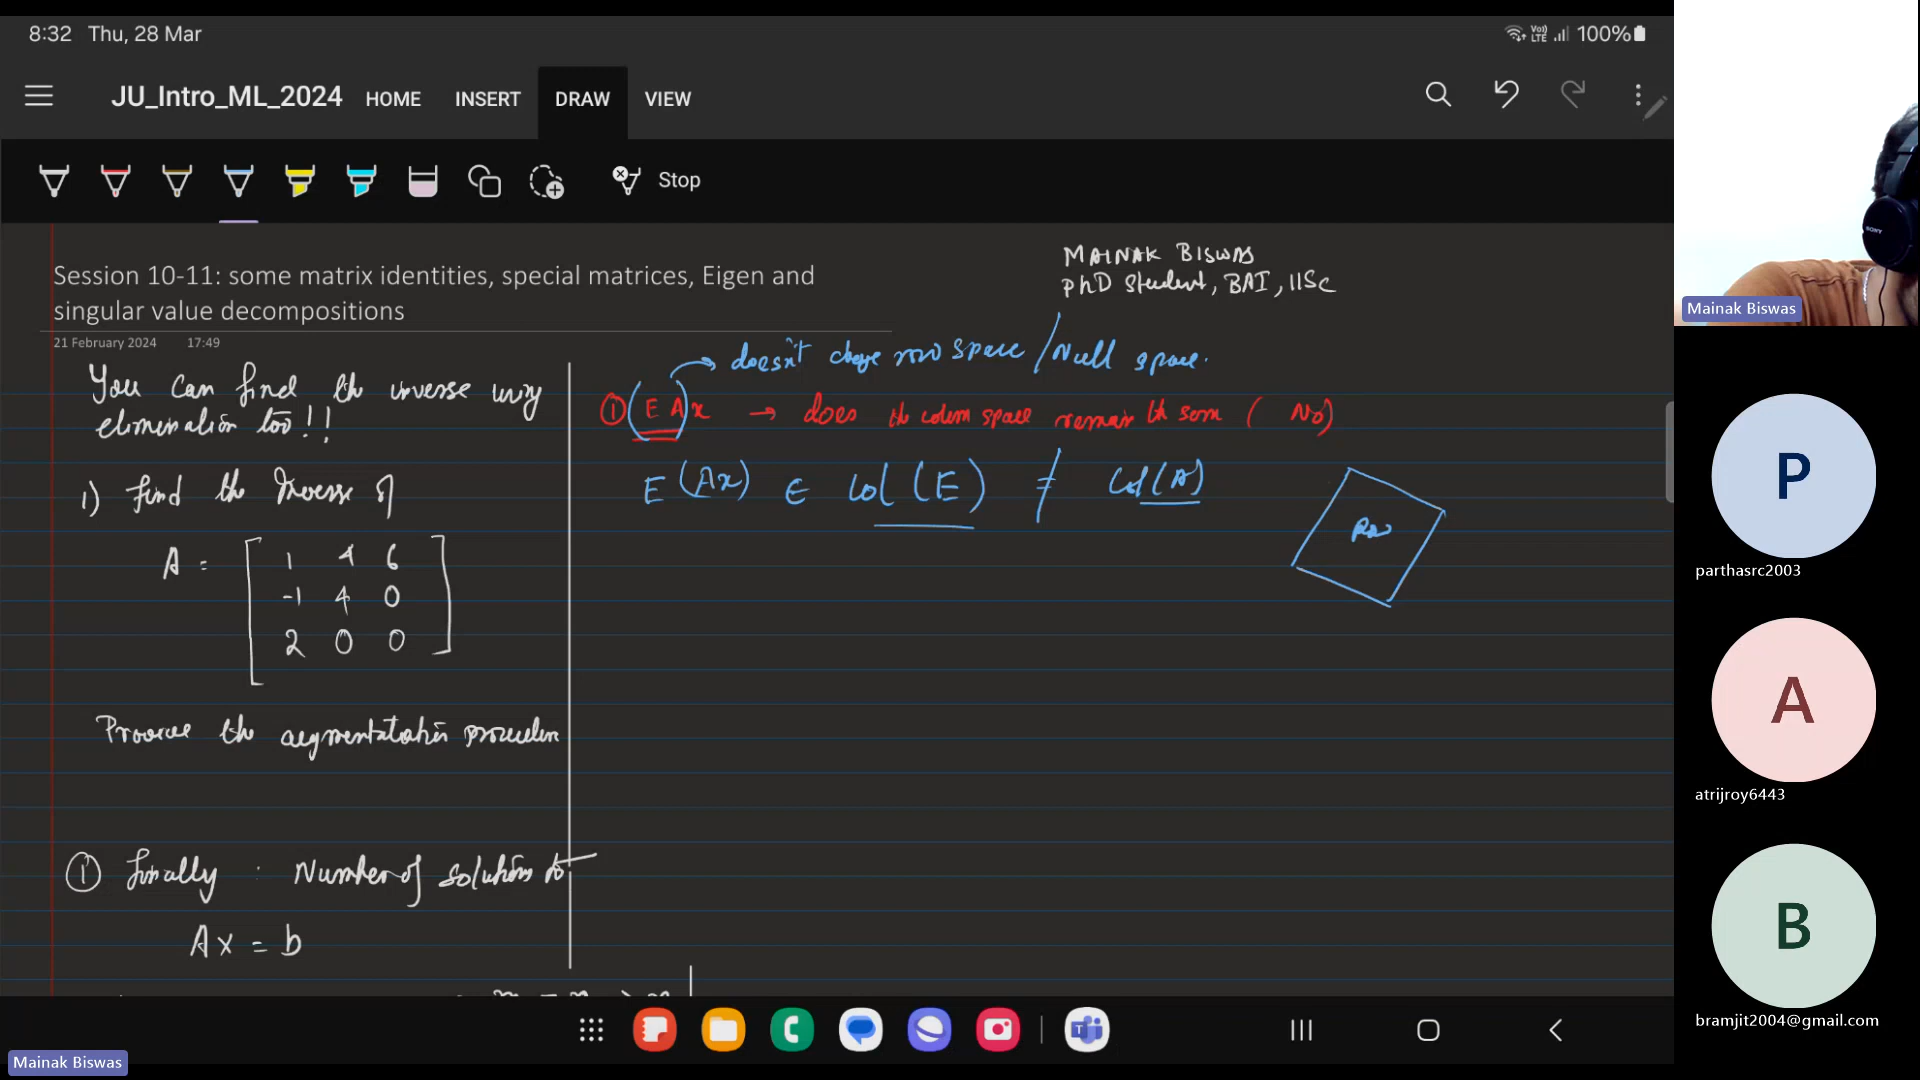 8:32 Thu, 28 Mar
100%
JU_Intro_ML_2024 HOME INSERT DRAW VIEW
Stop
Session 10-11: some matrix identities, special matrices, Eigen and
singular value decompositions
21 February 2024 17:49
MAINAK BISWAS
PhD Student, BAI, IISc
You can find the inverse using
elimination too!!
1) find the Inverse of
A = [ 1 4 6
-1 4 0
2 0 0 ]
the augmentation
① finally : Number of solutions to
Ax = b
doesn't change row space / Null space.
① (EA)x → does the column space remain the same ( No)
E(Ax) ∈ Col(E) ≠ Col(A)
Row
Mainak Biswas
P
parthasrc2003
A
atrijroy6443
B
bramjit2004@gmail.com
Mainak Biswas
SONY